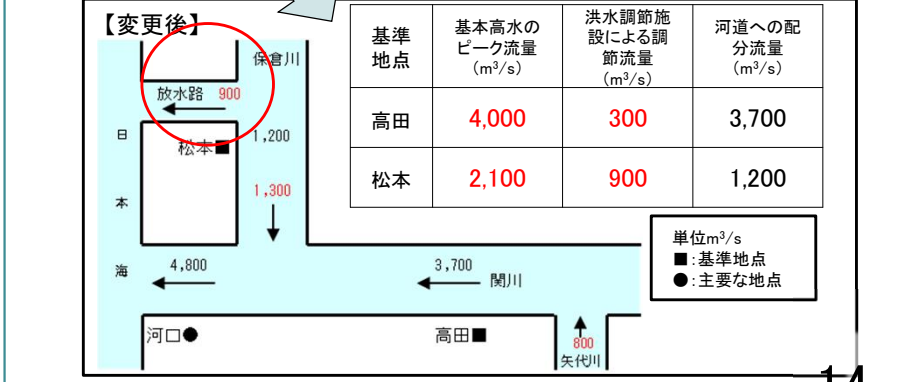 【変更後】
保倉川
放水路 900
日本海
松本■
1,200
1,300
4,800
3,700
関川
河口●
高田■
800
矢代川
基準
地点
基本高水の
ピーク流量
(m³/s)
洪水調節施
設による調
節流量
(m³/s)
河道への配
分流量
(m³/s)
高田 4,000 300 3,700
松本 2,100 900 1,200
単位m³/s
■:基準地点
●:主要な地点
14